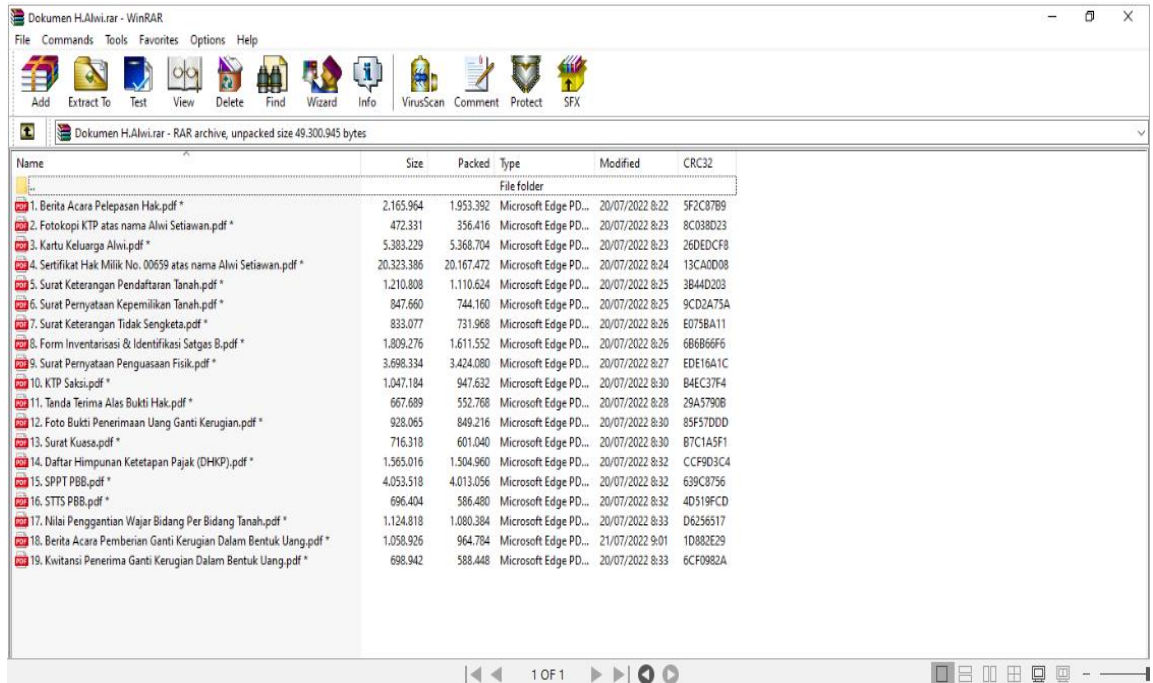 Dokumen H.Alwi.rar - WinRAR
File Commands Tools Favorites Options Help
Add Extract To Test View Delete Find Wizard Info VirusScan Comment Protect SFX
Dokumen H.Alwi.rar - RAR archive, unpacked size 49.300.945 bytes
Name Size Packed Type Modified CRC32
.. File folder
1. Berita Acara Pelepasan Hak.pdf * 2.165.964 1.953.392 Microsoft Edge PD... 20/07/2022 8:22 5F2C87B9
2. Fotokopi KTP atas nama Alwi Setiawan.pdf * 472.331 356.416 Microsoft Edge PD... 20/07/2022 8:23 8C038D23
3. Kartu Keluarga Alwi.pdf * 5.383.229 5.368.704 Microsoft Edge PD... 20/07/2022 8:23 26DEDCF8
4. Sertifikat Hak Milik No. 00659 atas nama Alwi Setiawan.pdf * 20.323.386 20.167.472 Microsoft Edge PD... 20/07/2022 8:24 13CA0D08
5. Surat Keterangan Pendaftaran Tanah.pdf * 1.210.808 1.110.624 Microsoft Edge PD... 20/07/2022 8:25 3B44D203
6. Surat Pernyataan Kepemilikan Tanah.pdf * 847.660 744.160 Microsoft Edge PD... 20/07/2022 8:25 9CD2A75A
7. Surat Keterangan Tidak Sengketa.pdf * 833.077 731.968 Microsoft Edge PD... 20/07/2022 8:26 E075BA11
8. Form Inventarisasi & Identifikasi Satgas B.pdf * 1.809.276 1.611.552 Microsoft Edge PD... 20/07/2022 8:26 6B6B66F6
9. Surat Pernyataan Penguasaan Fisik.pdf * 3.698.334 3.424.080 Microsoft Edge PD... 20/07/2022 8:27 EDE16A1C
10. KTP Saksi.pdf * 1.047.184 947.632 Microsoft Edge PD... 20/07/2022 8:30 B4EC37F4
11. Tanda Terima Alas Bukti Hak.pdf * 667.689 552.768 Microsoft Edge PD... 20/07/2022 8:28 29A5790B
12. Foto Bukti Penerimaan Uang Ganti Kerugian.pdf * 928.065 849.216 Microsoft Edge PD... 20/07/2022 8:30 85F57DDD
13. Surat Kuasa.pdf * 716.318 601.040 Microsoft Edge PD... 20/07/2022 8:30 B7C1A5F1
14. Daftar Himpunan Ketetapan Pajak (DHKP).pdf * 1.565.016 1.504.960 Microsoft Edge PD... 20/07/2022 8:32 CCF9D3C4
15. SPPT PBB.pdf * 4.053.518 4.013.056 Microsoft Edge PD... 20/07/2022 8:32 639C8756
16. STTS PBB.pdf * 696.404 586.480 Microsoft Edge PD... 20/07/2022 8:32 4D519FCD
17. Nilai Penggantian Wajar Bidang Per Bidang Tanah.pdf * 1.124.818 1.080.384 Microsoft Edge PD... 20/07/2022 8:33 D6256517
18. Berita Acara Pemberian Ganti Kerugian Dalam Bentuk Uang.pdf * 1.058.926 964.784 Microsoft Edge PD... 21/07/2022 9:01 1D882E29
19. Kwitansi Penerima Ganti Kerugian Dalam Bentuk Uang.pdf * 698.942 588.448 Microsoft Edge PD... 20/07/2022 8:33 6CF0982A
1 OF 1